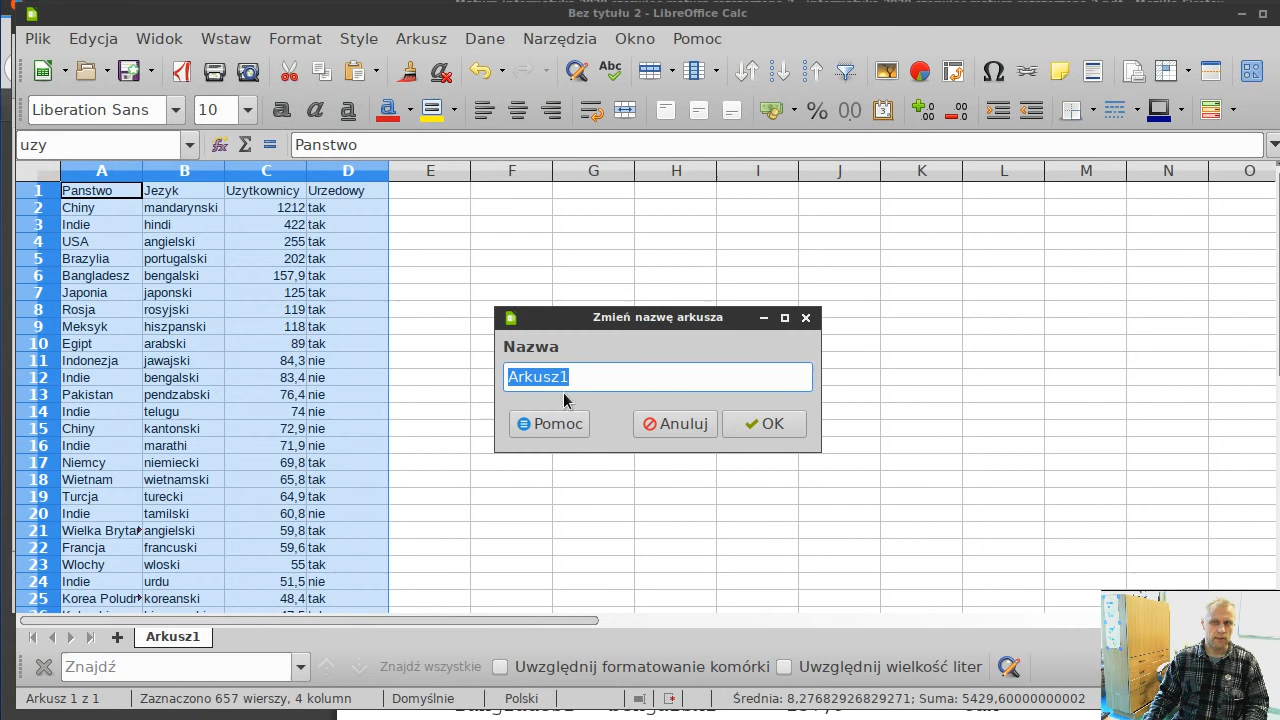 Bez tytułu 2 - LibreOffice Calc
Plik Edycja Widok Wstaw Format Style Arkusz Dane Narzędzia Okno Pomoc
Liberation Sans 10
uzy Panstwo
A B C D E F G H I J K L M N O
1 Panstwo Jezyk Uzytkownicy Urzedowy
2 Chiny mandarynski 1212 tak
3 Indie hindi 422 tak
4 USA angielski 255 tak
5 Brazylia portugalski 202 tak
6 Bangladesz bengalski 157,9 tak
7 Japonia japonski 125 tak
8 Rosja rosyjski 119 tak
9 Meksyk hiszpanski 118 tak
10 Egipt arabski 89 tak
11 Indonezja jawajski 84,3 nie
12 Indie bengalski 83,4 nie
13 Pakistan pendzabski 76,4 nie
14 Indie telugu 74 nie
15 Chiny kantonski 72,9 nie
16 Indie marathi 71,9 nie
17 Niemcy niemiecki 69,8 tak
18 Wietnam wietnamski 65,8 tak
19 Turcja turecki 64,9 tak
20 Indie tamilski 60,8 nie
21 Wielka Brytan angielski 59,8 tak
22 Francja francuski 59,6 tak
23 Wlochy wloski 55 tak
24 Indie urdu 51,5 nie
25 Korea Poludn koreanski 48,4 tak
Zmień nazwę arkusza
Nazwa
Arkusz1
Pomoc Anuluj OK
Arkusz1
Znajdź Znajdź wszystkie Uwzględnij formatowanie komórki Uwzględnij wielkość liter
Arkusz 1 z 1 Zaznaczono 657 wierszy, 4 kolumn Domyślnie Polski Średnia: 8,27682926829271; Suma: 5429,60000000002